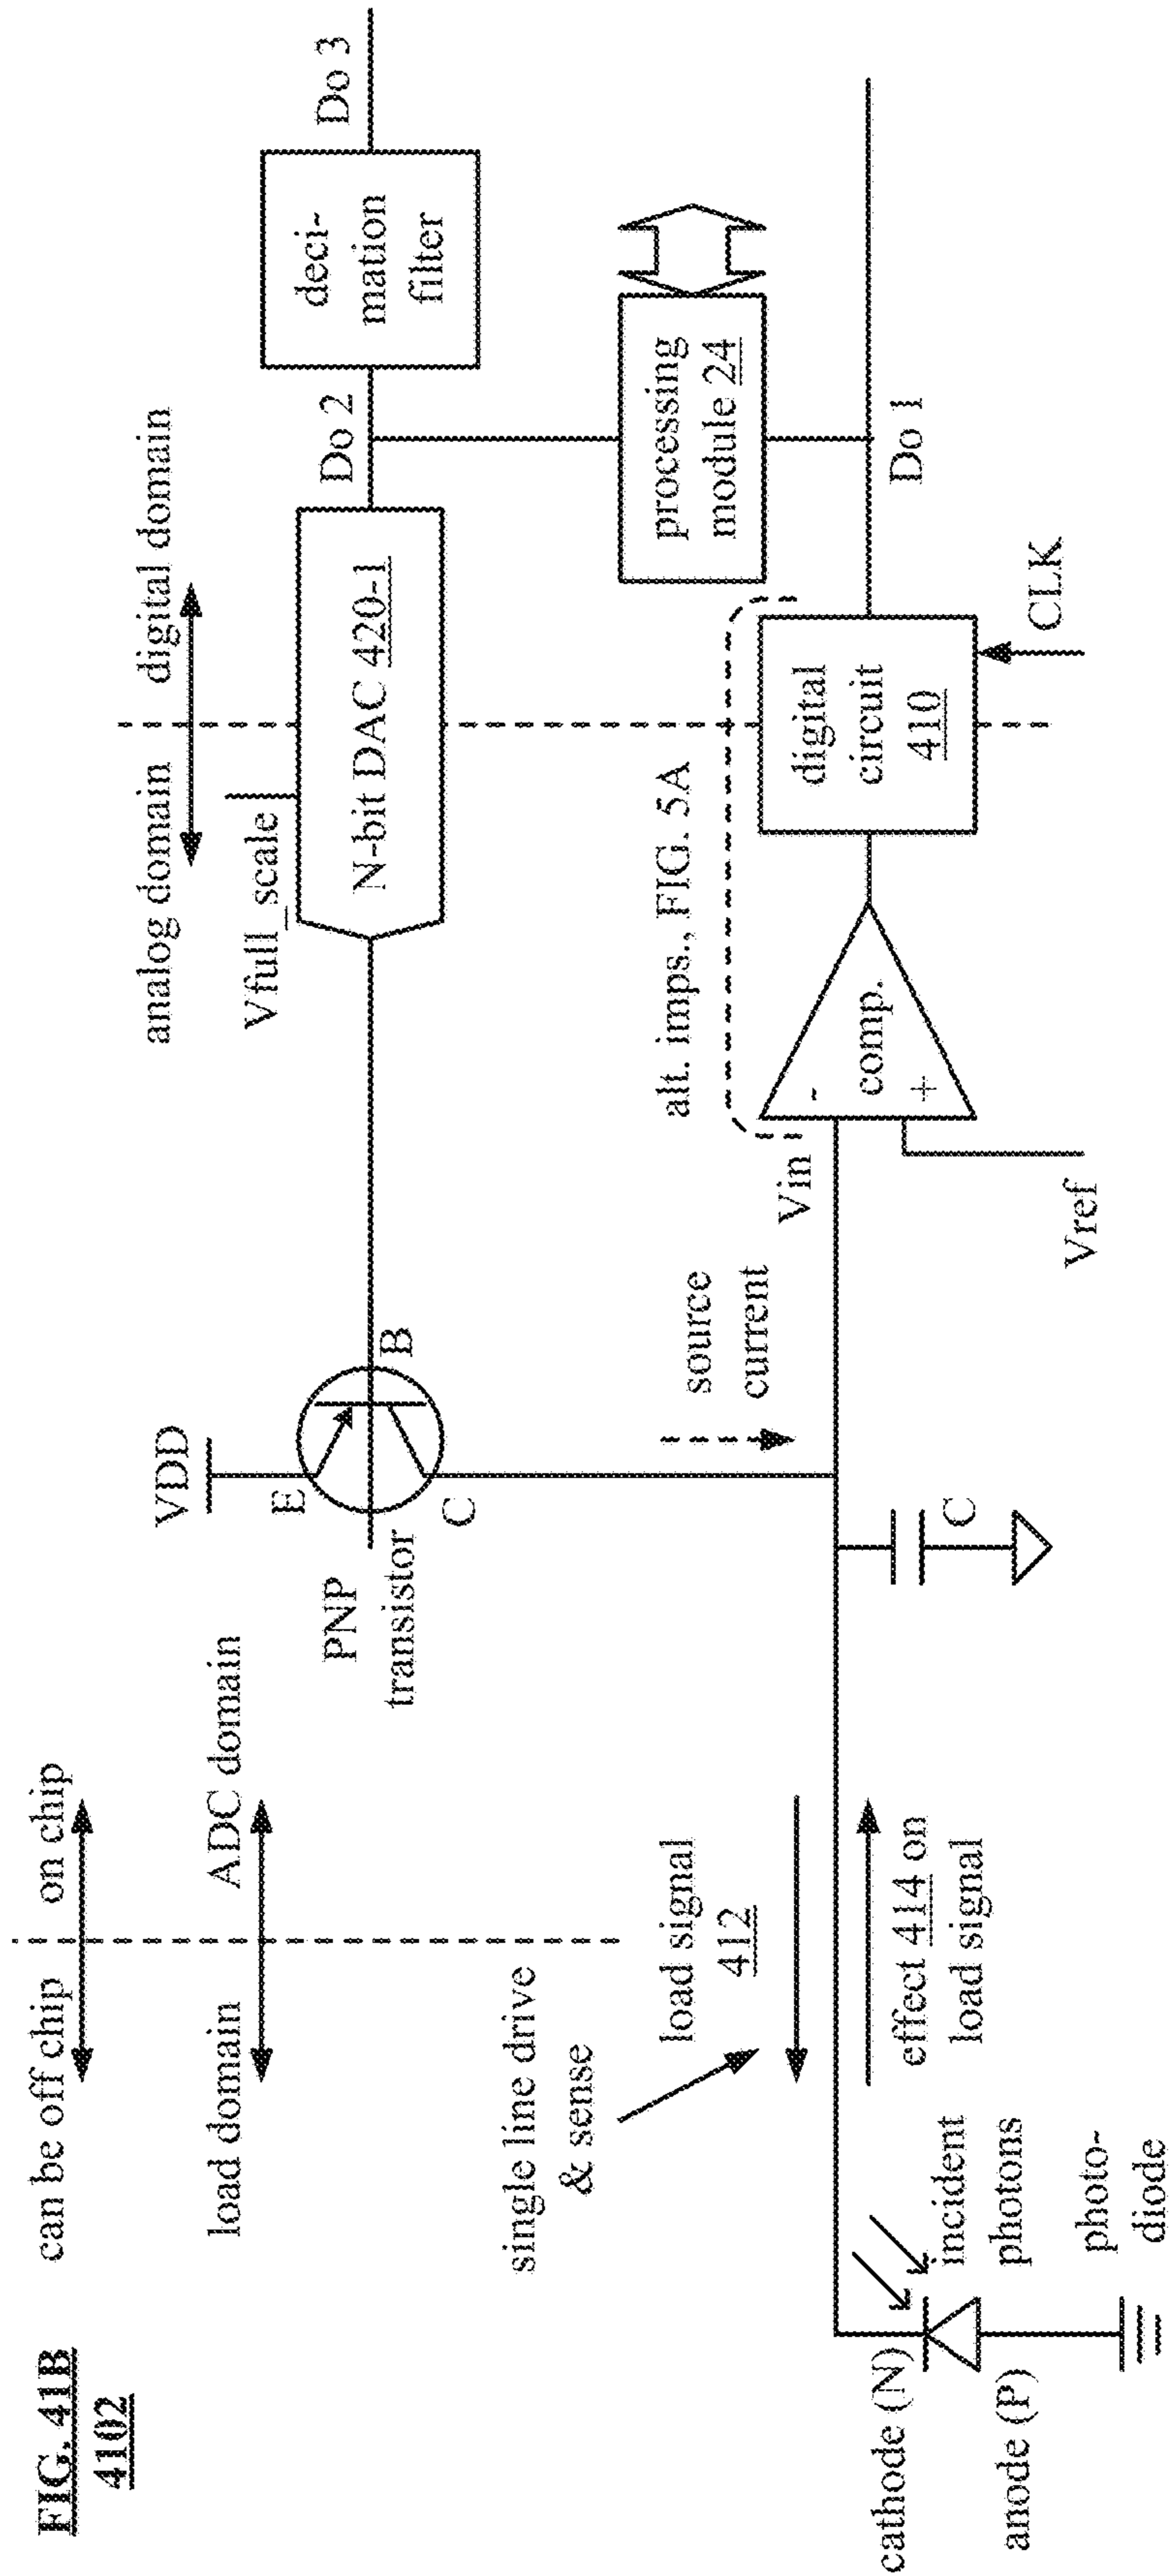 FIG. 41B
4102
can be off chip
on chip
load domain
ADC domain
analog domain
digital domain
VDD
E
B
C
PNP
transistor
Vfull_scale
N-bit DAC 420-1
Do 2
deci-
mation
filter
Do 3
single line drive
& sense
load signal
412
source
current
alt. imps., FIG. 5A
processing
module 24
cathode (N)
anode (P)
incident
photons
photo-
diode
effect 414 on
load signal
C
Vin
Vref
-
comp.
+
digital
circuit
410
CLK
Do 1